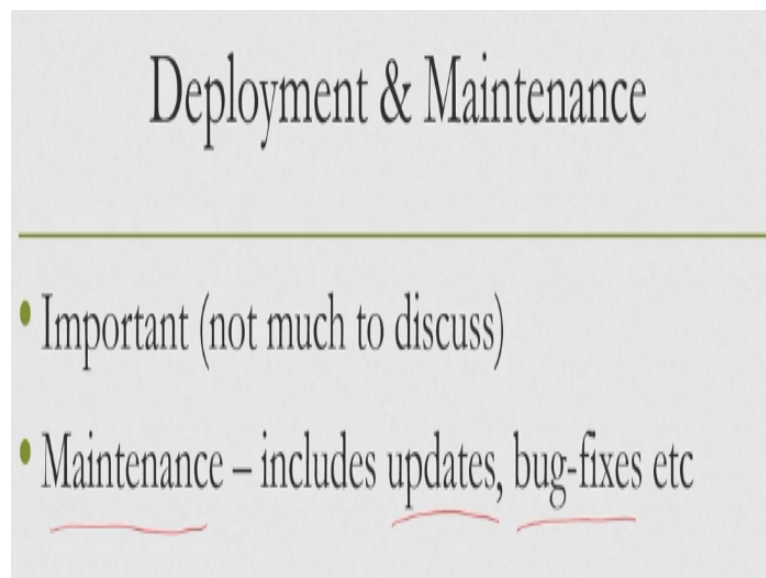 Deployment & Maintenance
Important (not much to discuss)
Maintenance – includes updates, bug-fixes etc